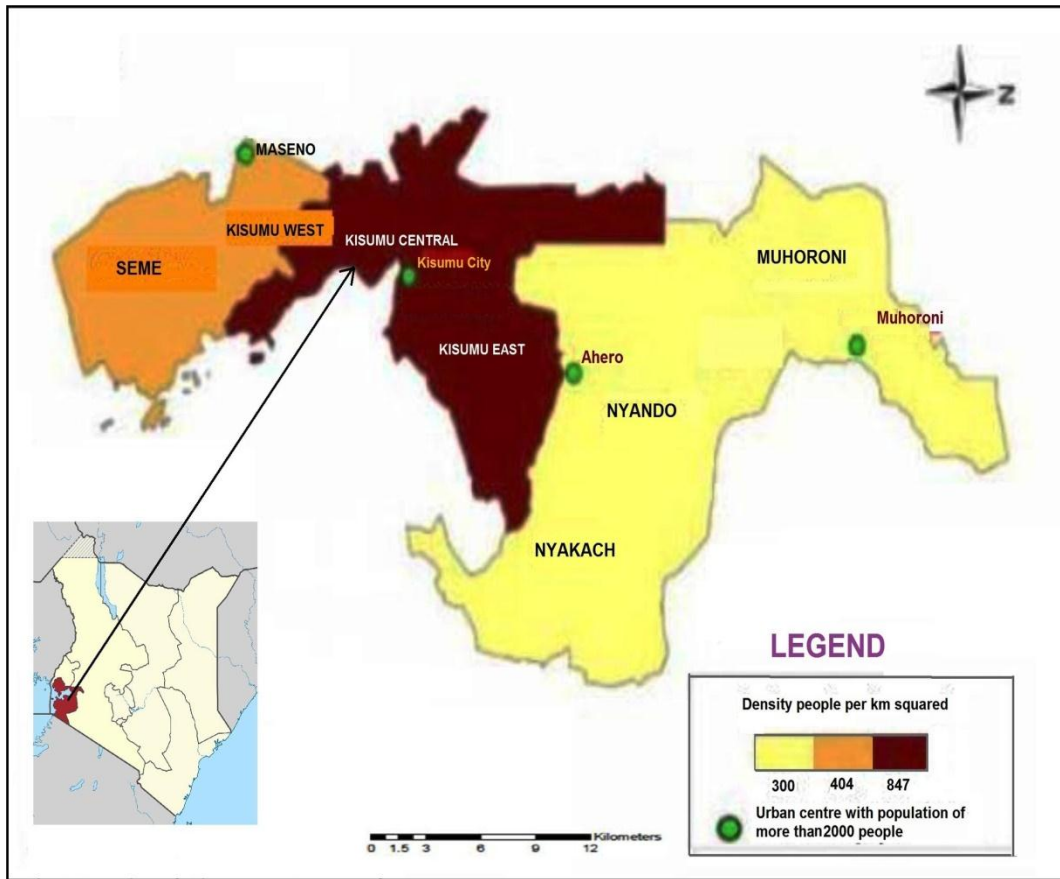 Z
MASENO
KISUMU WEST
KISUMU CENTRAL
SEME
Kisumu City
MUHORONI
Muhoroni
KISUMU EAST
Ahero
NYANDO
NYAKACH
LEGEND
Density people per km squared
300 404 847
Urban centre with population of
more than2000 people
Kilometers
0 1.5 3 6 9 12